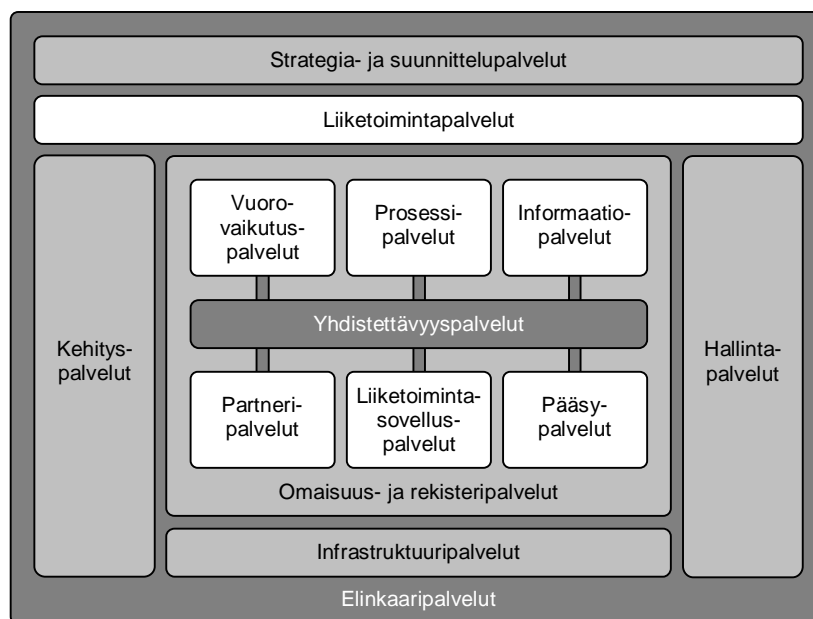 Strategia- ja suunnittelupalvelut
Liiketoimintapalvelut
Vuoro-
vaikutus-
palvelut
Prosessi-
palvelut
Informaatio-
palvelut
Yhdistettävyyspalvelut
Kehitys-
palvelut
Hallinta-
palvelut
Partneri-
palvelut
Liiketoiminta-
sovellus-
palvelut
Pääsy-
palvelut
Omaisuus- ja rekisteripalvelut
Infrastruktuuripalvelut
Elinkaaripalvelut